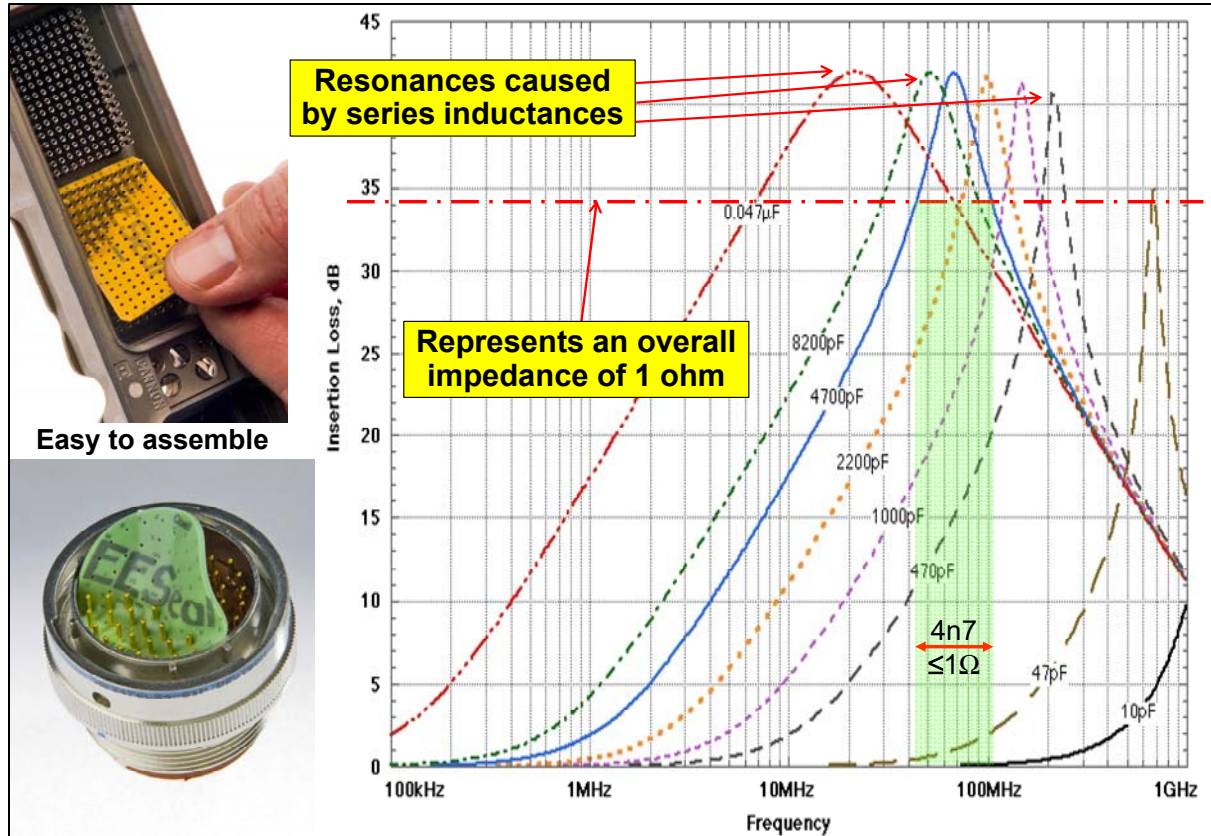 Easy to assemble
EESeal
CANNON
Resonances caused
by series inductances
Represents an overall
impedance of 1 ohm
Insertion Loss, dB
45
35
30
25
20
15
10
5
0
0.047µF
8200pF
4700pF
2200pF
1000pF
470pF
47pF
10pF
4n7
≤1Ω
100kHz
1MHz
10MHz
100MHz
1GHz
Frequency